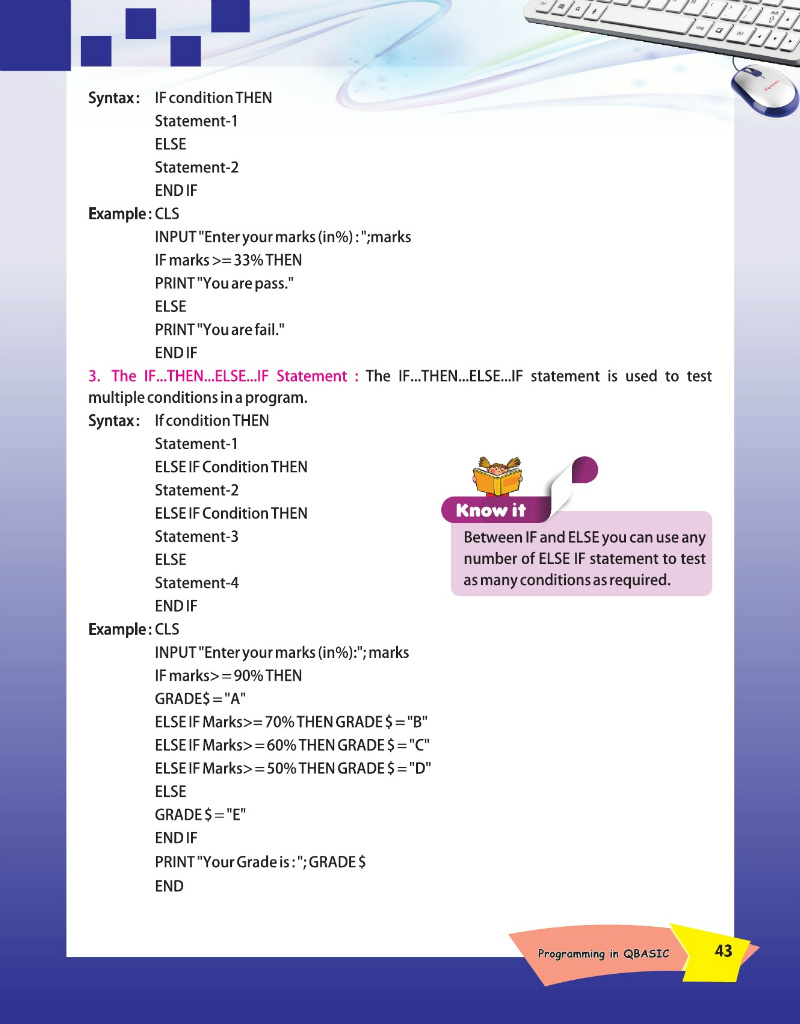 Syntax : IF condition THEN
Statement-1
ELSE
Statement-2
END IF
Example : CLS
INPUT "Enter your marks (in%) : ";marks
IF marks >= 33% THEN
PRINT "You are pass."
ELSE
PRINT "You are fail."
END IF
3. The IF...THEN...ELSE...IF Statement : The IF...THEN...ELSE...IF statement is used to test
multiple conditions in a program.
Syntax : If condition THEN
Statement-1
ELSE IF Condition THEN
Statement-2
ELSE IF Condition THEN
Statement-3
ELSE
Statement-4
END IF
Know it
Between IF and ELSE you can use any
number of ELSE IF statement to test
as many conditions as required.
Example : CLS
INPUT "Enter your marks (in%):"; marks
IF marks> = 90% THEN
GRADE$ = "A"
ELSE IF Marks>= 70% THEN GRADE $ = "B"
ELSE IF Marks> = 60% THEN GRADE $ = "C"
ELSE IF Marks> = 50% THEN GRADE $ = "D"
ELSE
GRADE $ = "E"
END IF
PRINT "Your Grade is : "; GRADE $
END
Programming in QBASIC 43